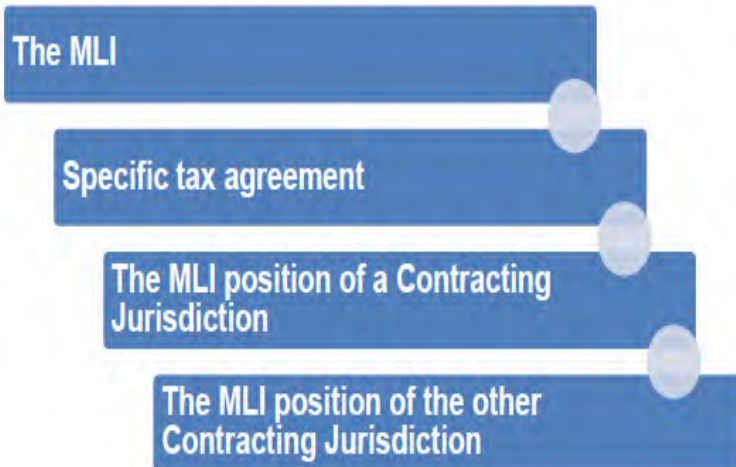 The MLI
Specific tax agreement
The MLI position of a Contracting
Jurisdiction
The MLI position of the other
Contracting Jurisdiction